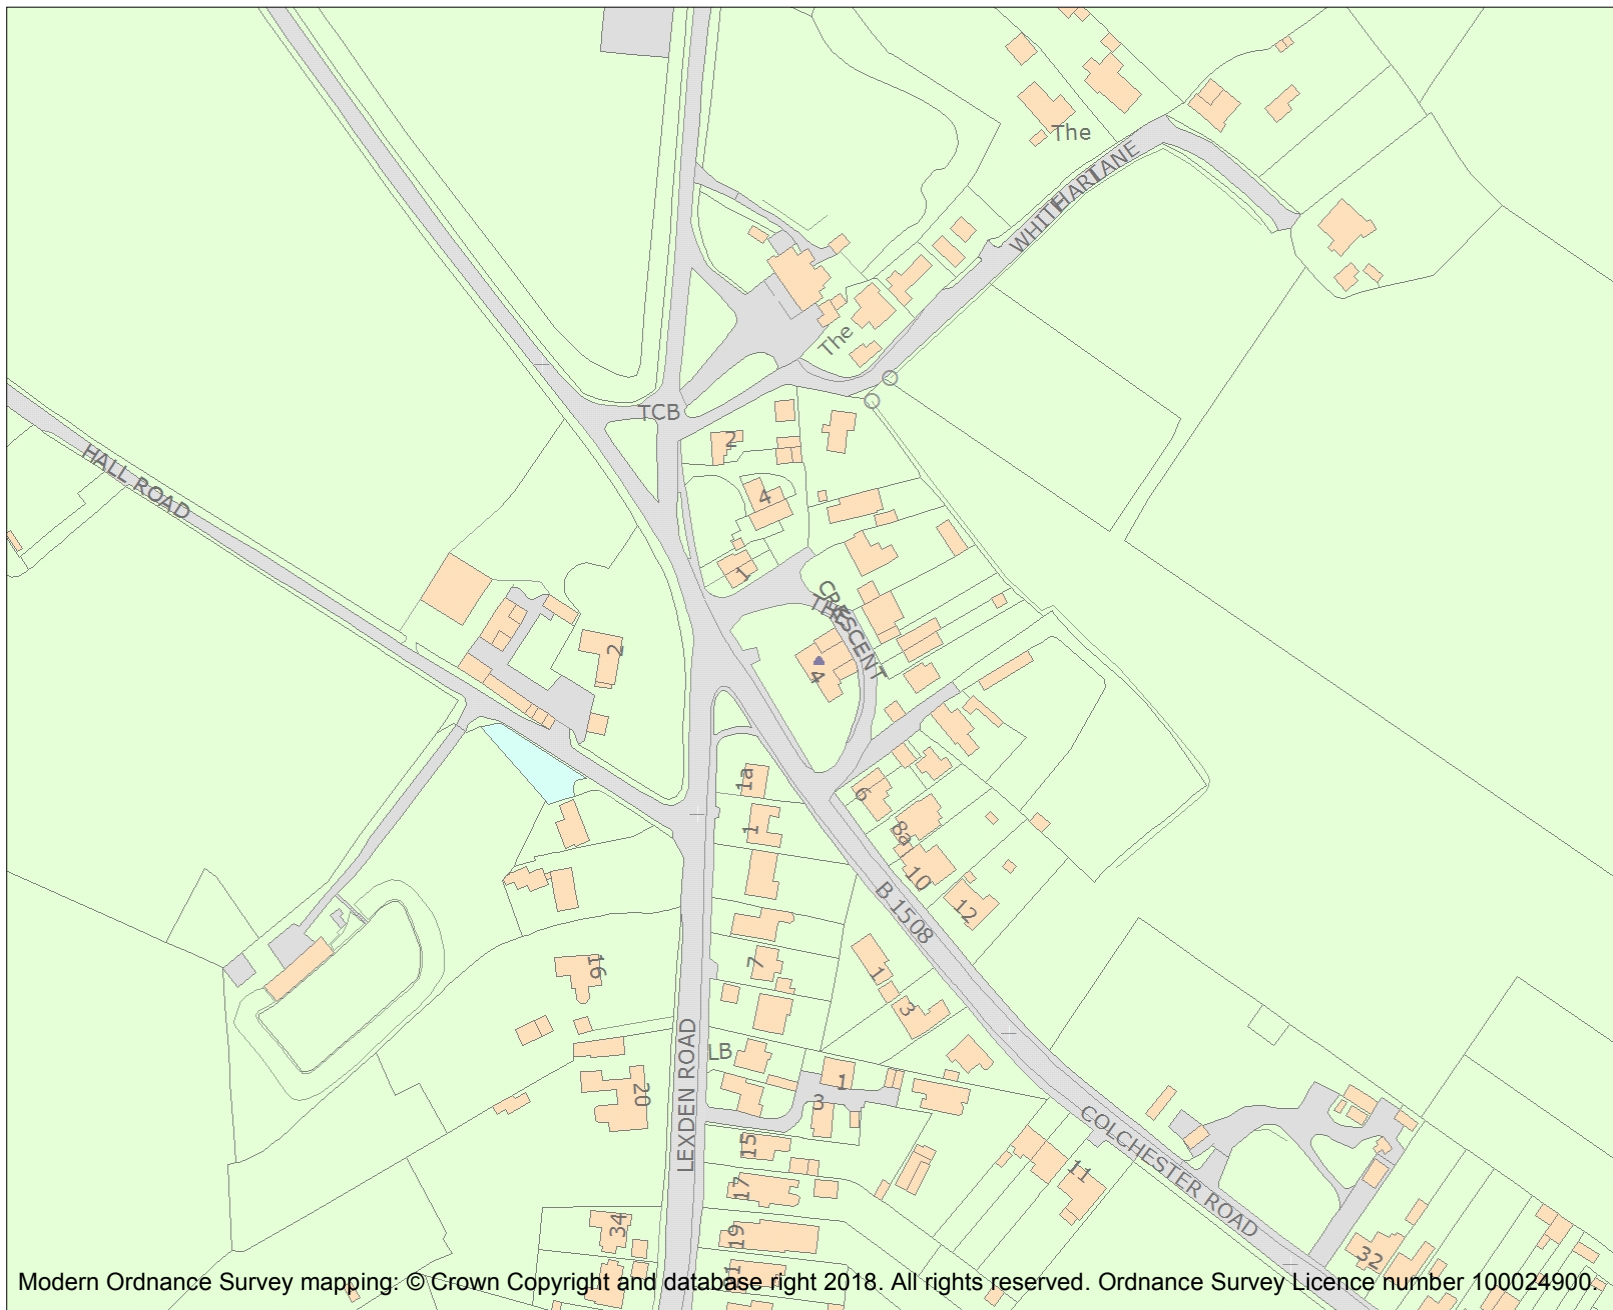 The
WHITEHART LANE
The
TCB
2
HALL ROAD
4
1
THE CRESCENT
2
4
1a
6
1
8a
10
B 1508
12
7
1
16
3
LEXDEN ROAD
LB
1
20
3
COLCHESTER ROAD
15
11
17
34
19
32
Modern Ordnance Survey mapping: © Crown Copyright and database right 2018. All rights reserved. Ordnance Survey Licence number 100024900.